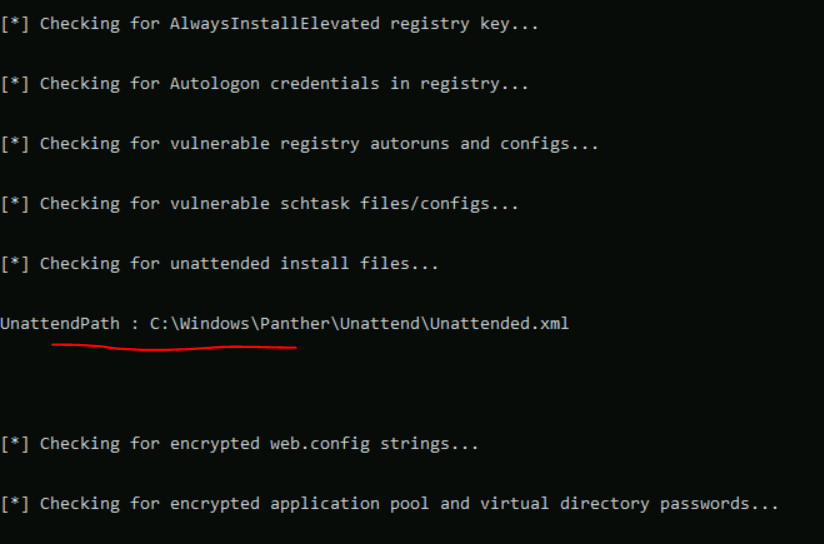 [*] Checking for AlwaysInstallElevated registry key...
[*] Checking for Autologon credentials in registry...
[*] Checking for vulnerable registry autoruns and configs...
[*] Checking for vulnerable schtask files/configs...
[*] Checking for unattended install files...
UnattendPath : C:\Windows\Panther\Unattend\Unattended.xml
[*] Checking for encrypted web.config strings...
[*] Checking for encrypted application pool and virtual directory passwords...